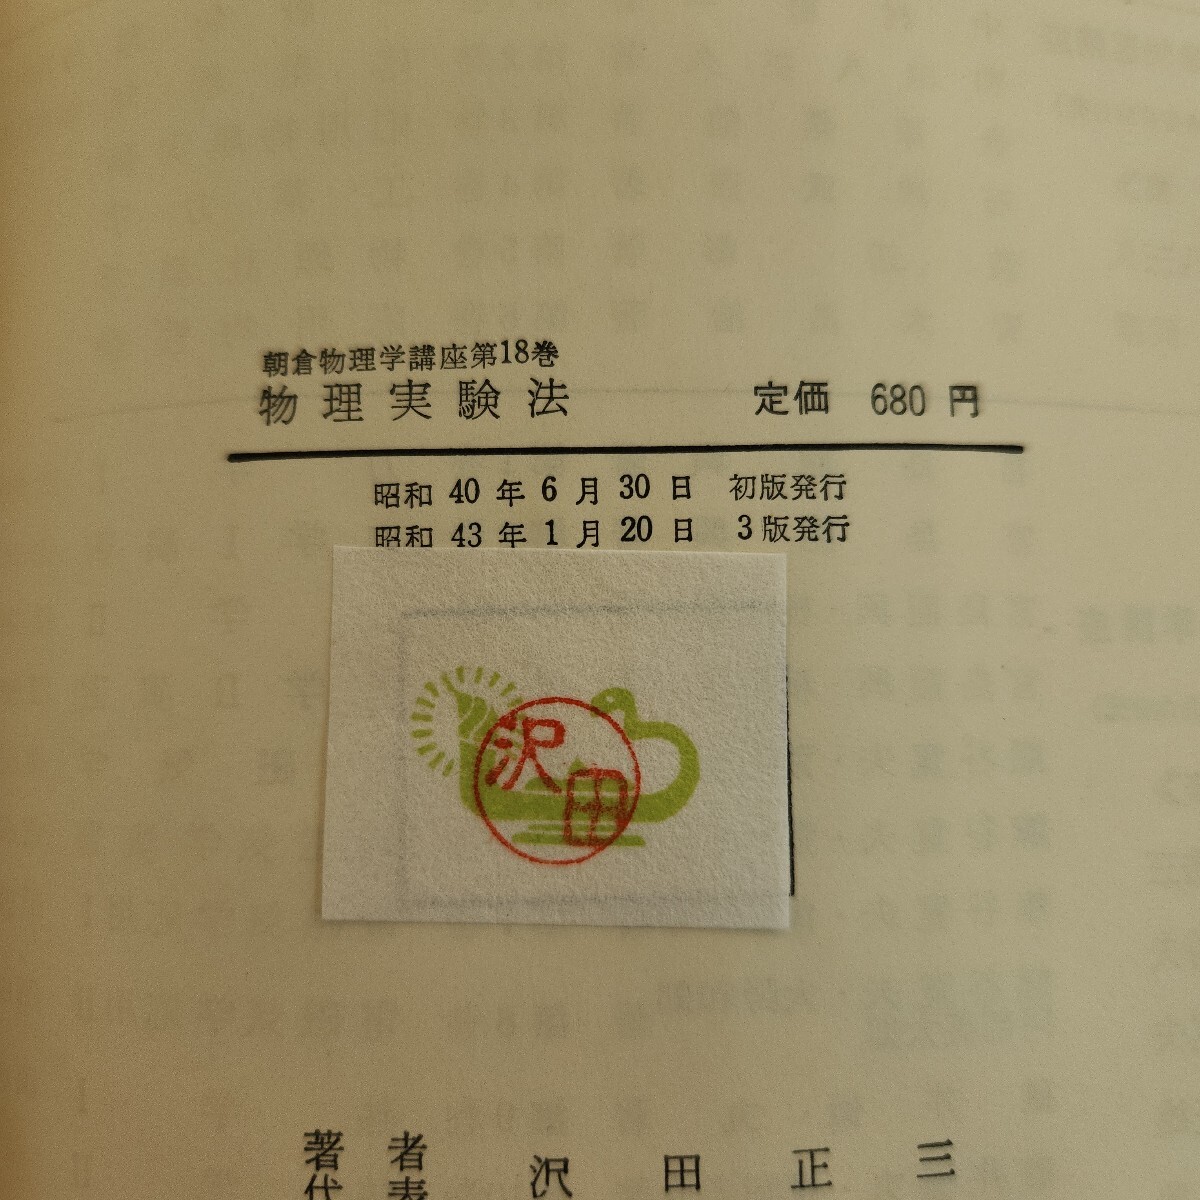 朝倉物理学講座第18巻
物理実験法 定価 680 円
昭和 40 年 6 月 30 日 初版発行
昭和 43 年 1 月 20 日 3版発行
沢田
著者 沢田正三
代表